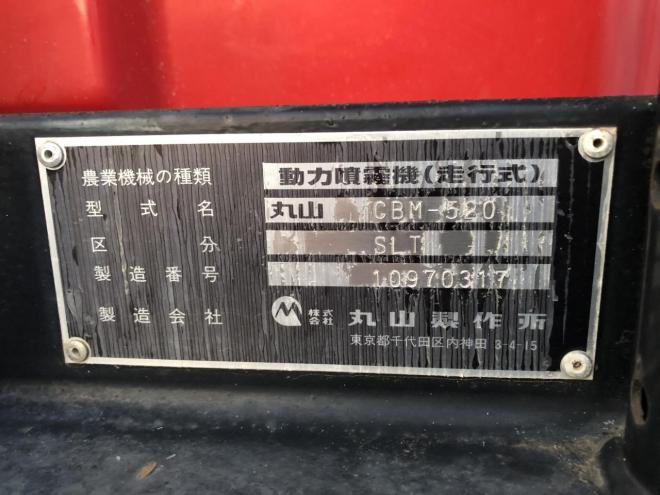 農業機械の種類 動力噴霧機(走行式)
型式名 丸山 CBM-520
区分 SLT
製造番号 10970317
製造会社 株式会社 丸山製作所
東京都千代田区内神田 3-4-15